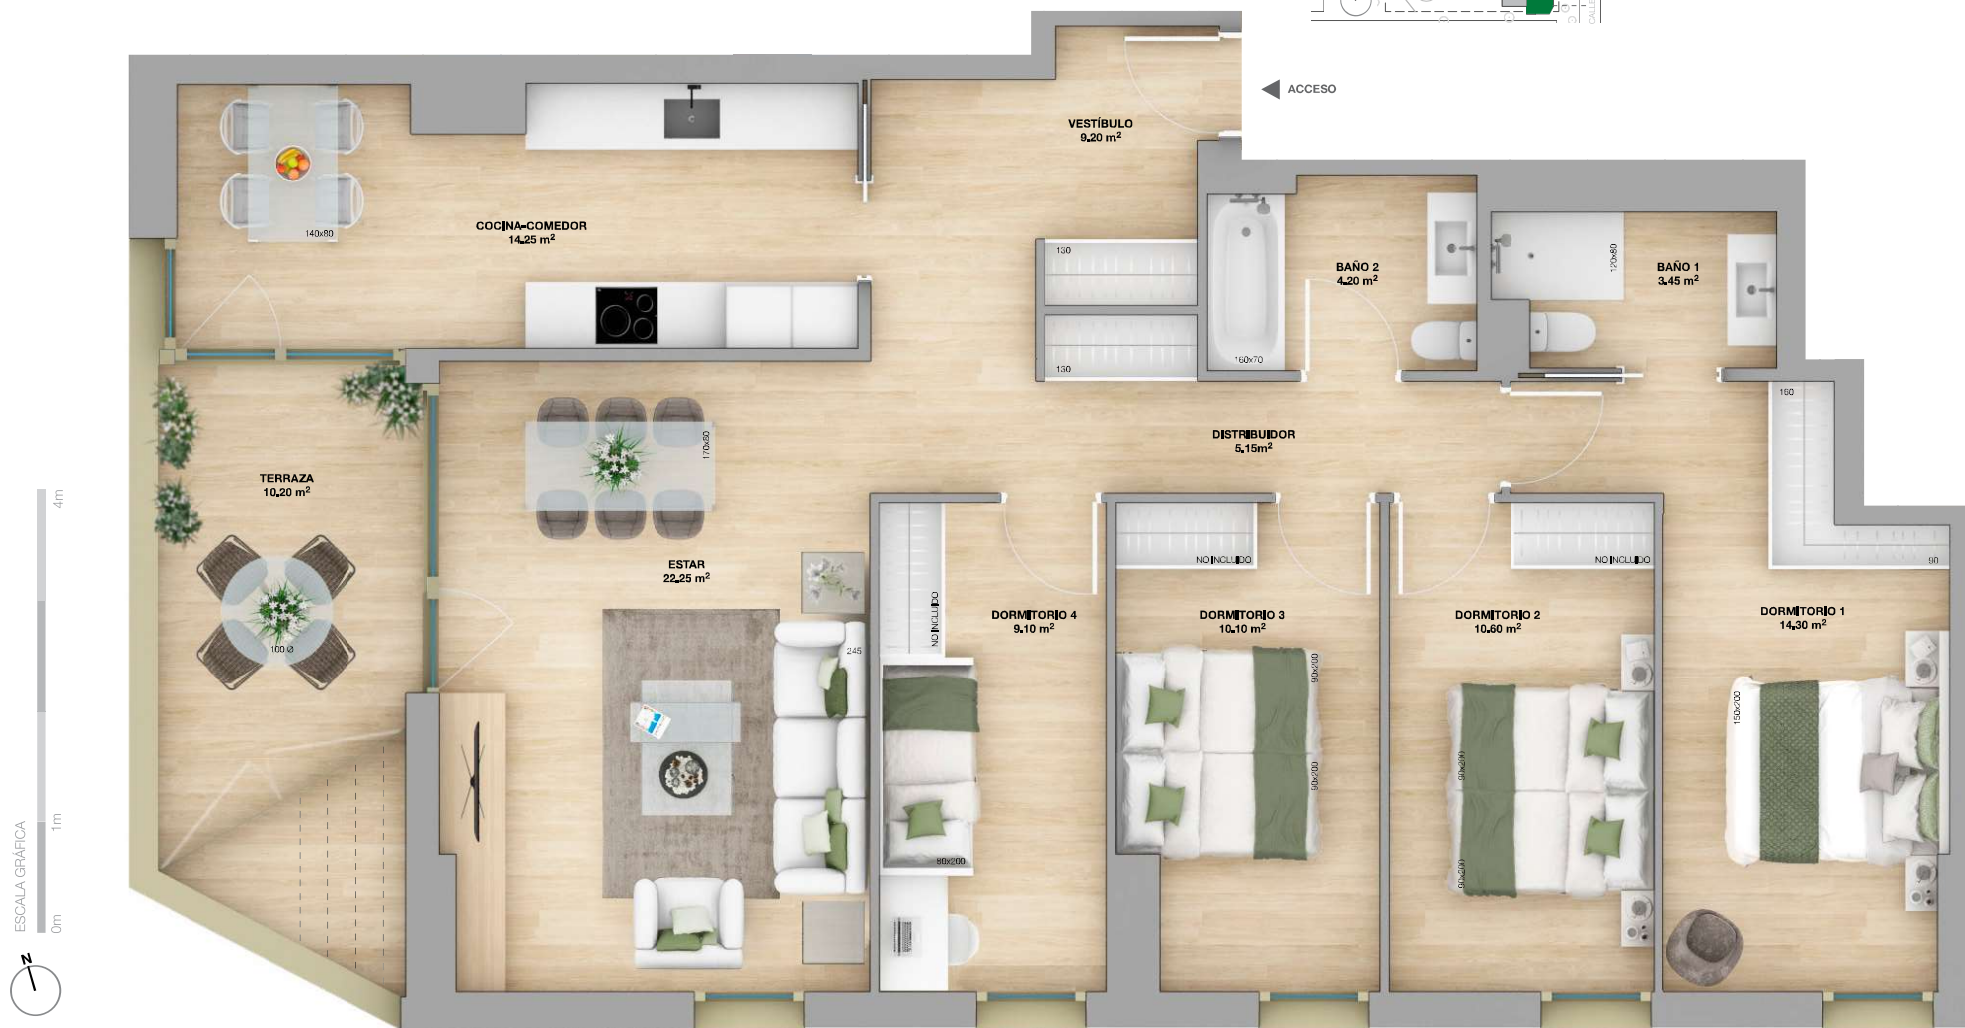 CALLE
ACCESO
VESTÍBULO
9.20 m²
COCINA-COMEDOR
14.25 m²
140x80
130
130
BAÑO 2
4.20 m²
160x70
120x80
BAÑO 1
3.45 m²
160
90
DISTRIBUIDOR
5.15m²
TERRAZA
10.20 m²
100 Ø
170x80
ESTAR
22.25 m²
245
NO INCLUIDO
DORMITORIO 4
9.10 m²
80x200
NO INCLUIDO
DORMITORIO 3
10.10 m²
90x200
90x200
NO INCLUIDO
DORMITORIO 2
10.60 m²
90x200
90x200
DORMITORIO 1
14.30 m²
150x200
ESCALA GRÁFICA
0m
1m
4m
N